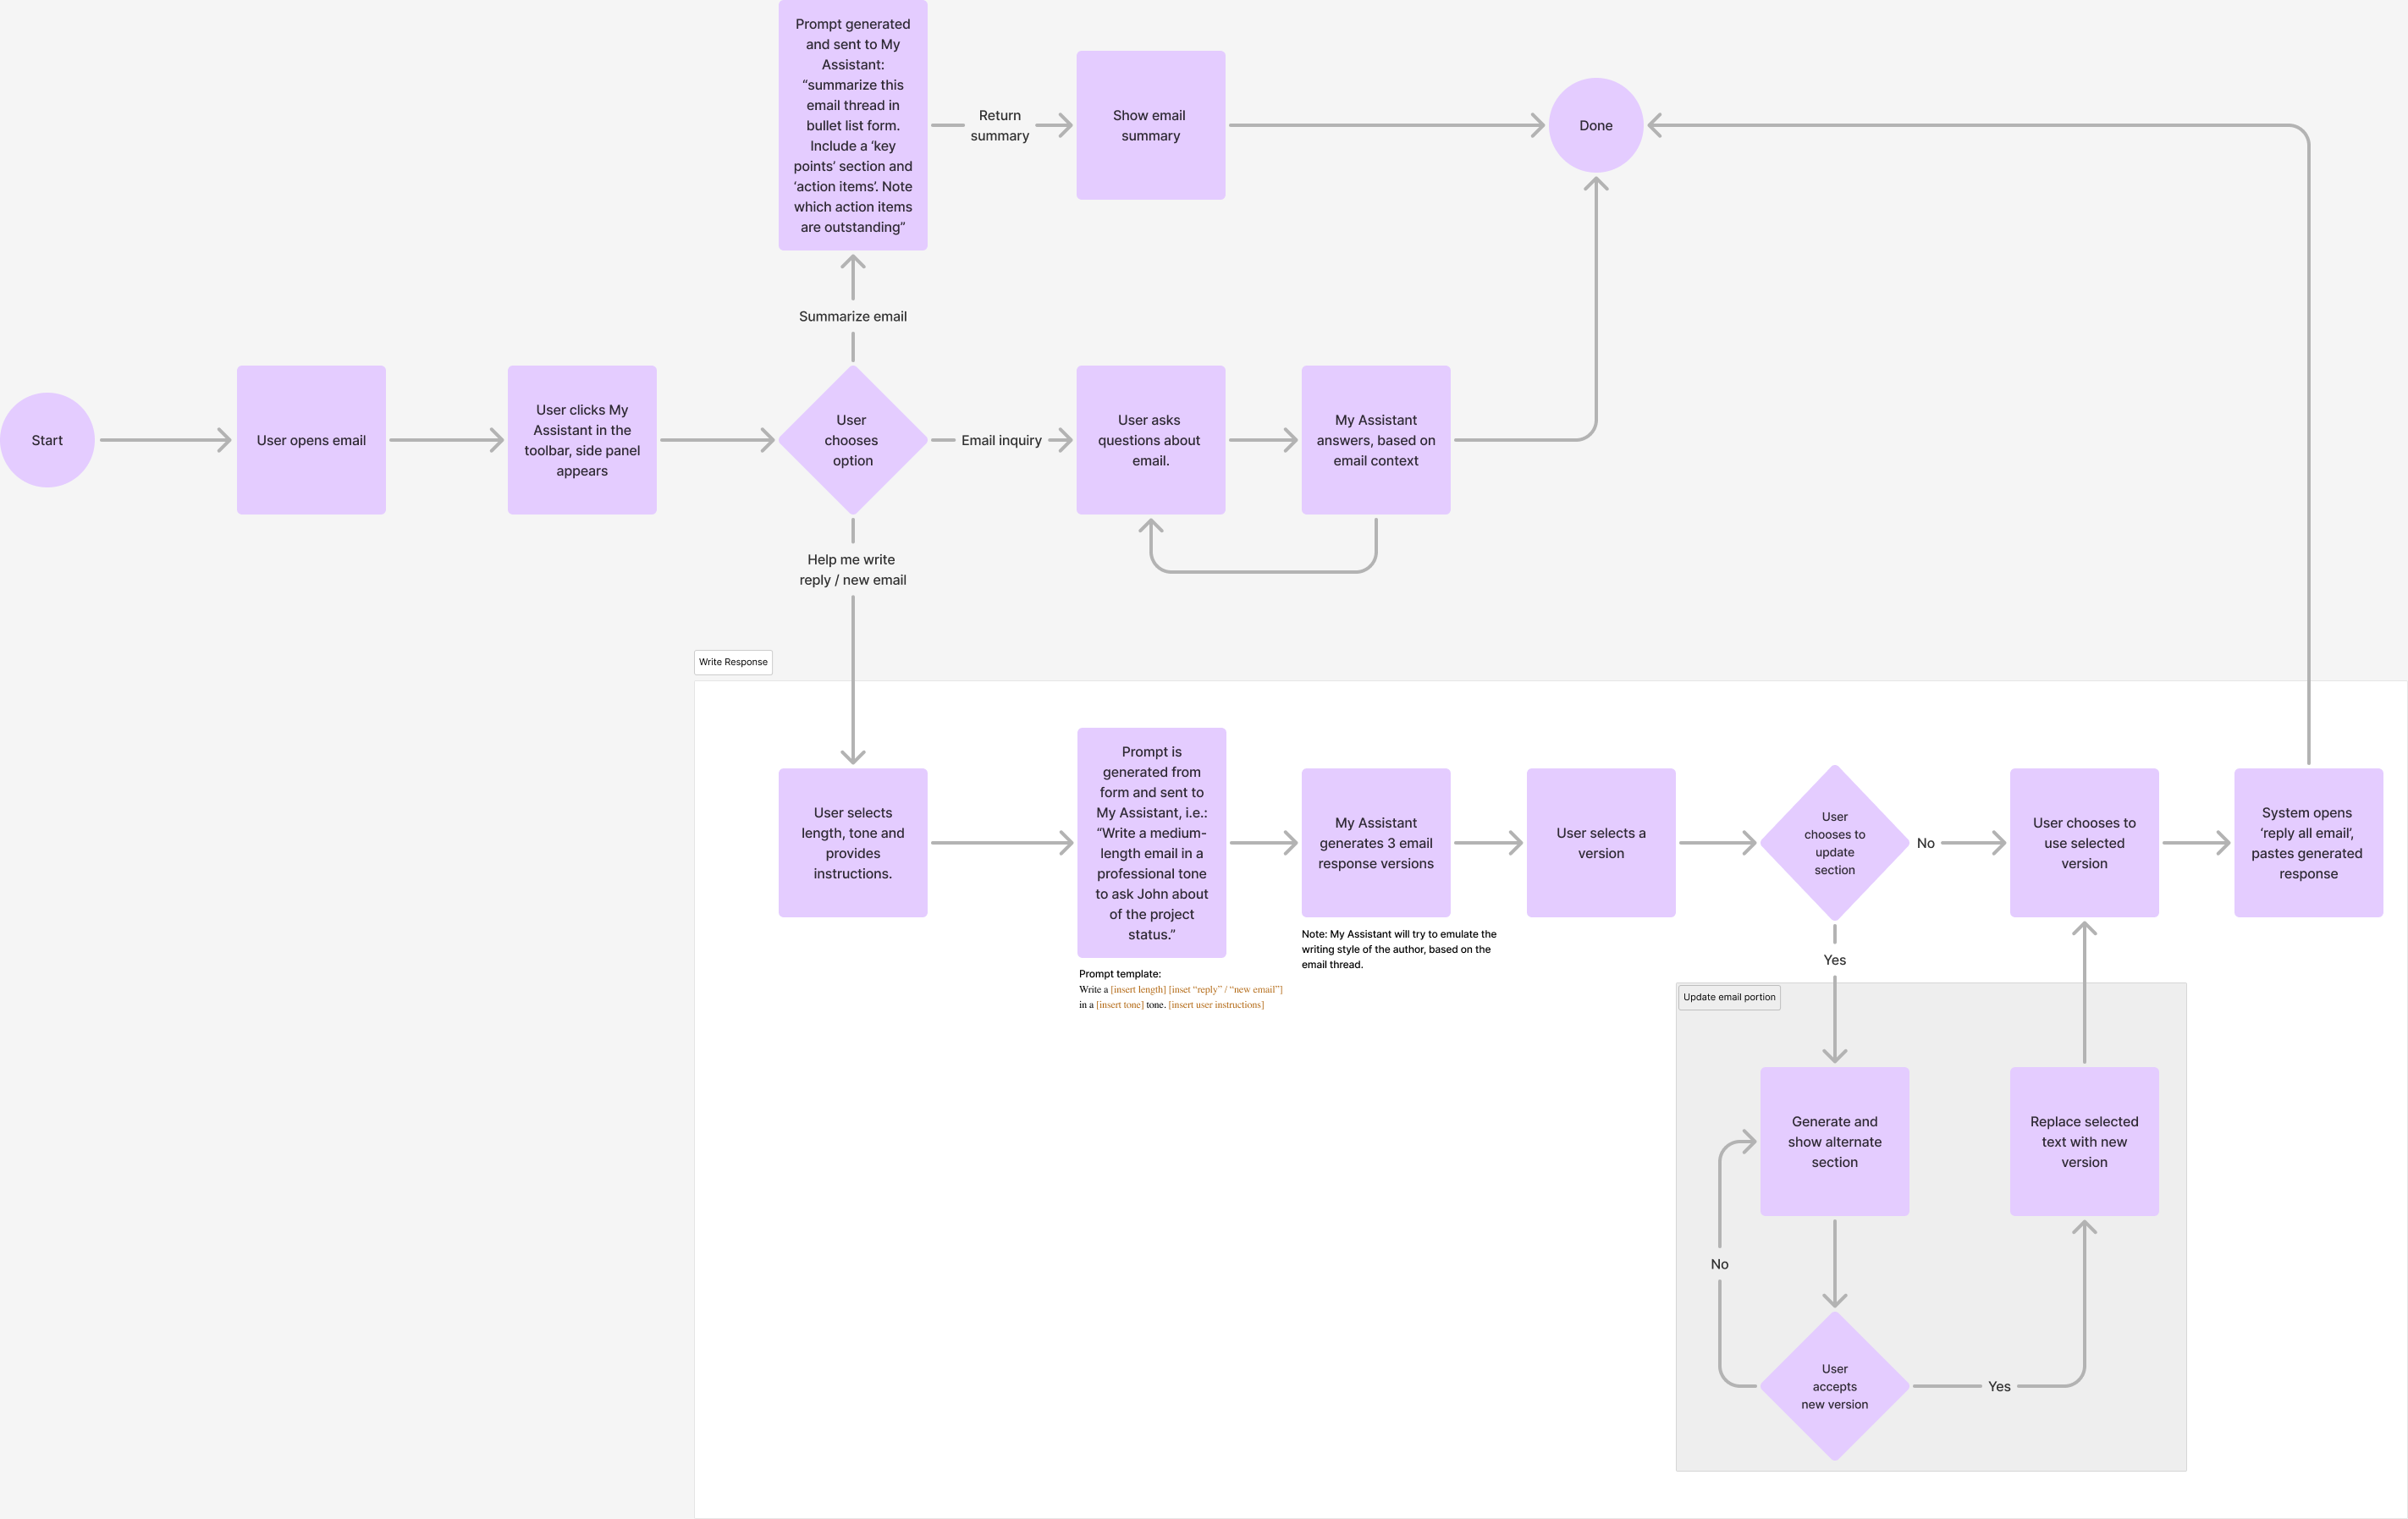 Prompt generated
and sent to My
Assistant:
“summarize this
email thread in
bullet list form.
Include a ‘key
points’ section and
‘action items’. Note
which action items
are outstanding”
Return
summary
Show email
summary
Done
Summarize email
Start
User opens email
User clicks My
Assistant in the
toolbar, side panel
appears
User
chooses
option
Email inquiry
User asks
questions about
email.
My Assistant
answers, based on
email context
Help me write
reply / new email
Write Response
User selects
length, tone and
provides
instructions.
Prompt is
generated from
form and sent to
My Assistant, i.e.:
“Write a medium-
length email in a
professional tone
to ask John about
of the project
status.”
Prompt template:
Write a [insert length] [inset “reply” / “new email”]
in a [insert tone] tone. [insert user instructions]
My Assistant
generates 3 email
response versions
Note: My Assistant will try to emulate the
writing style of the author, based on the
email thread.
User selects a
version
User
chooses to
update
section
No
User chooses to
use selected
version
System opens
‘reply all email’,
pastes generated
response
Yes
Update email portion
Generate and
show alternate
section
Replace selected
text with new
version
No
User
accepts
new version
Yes